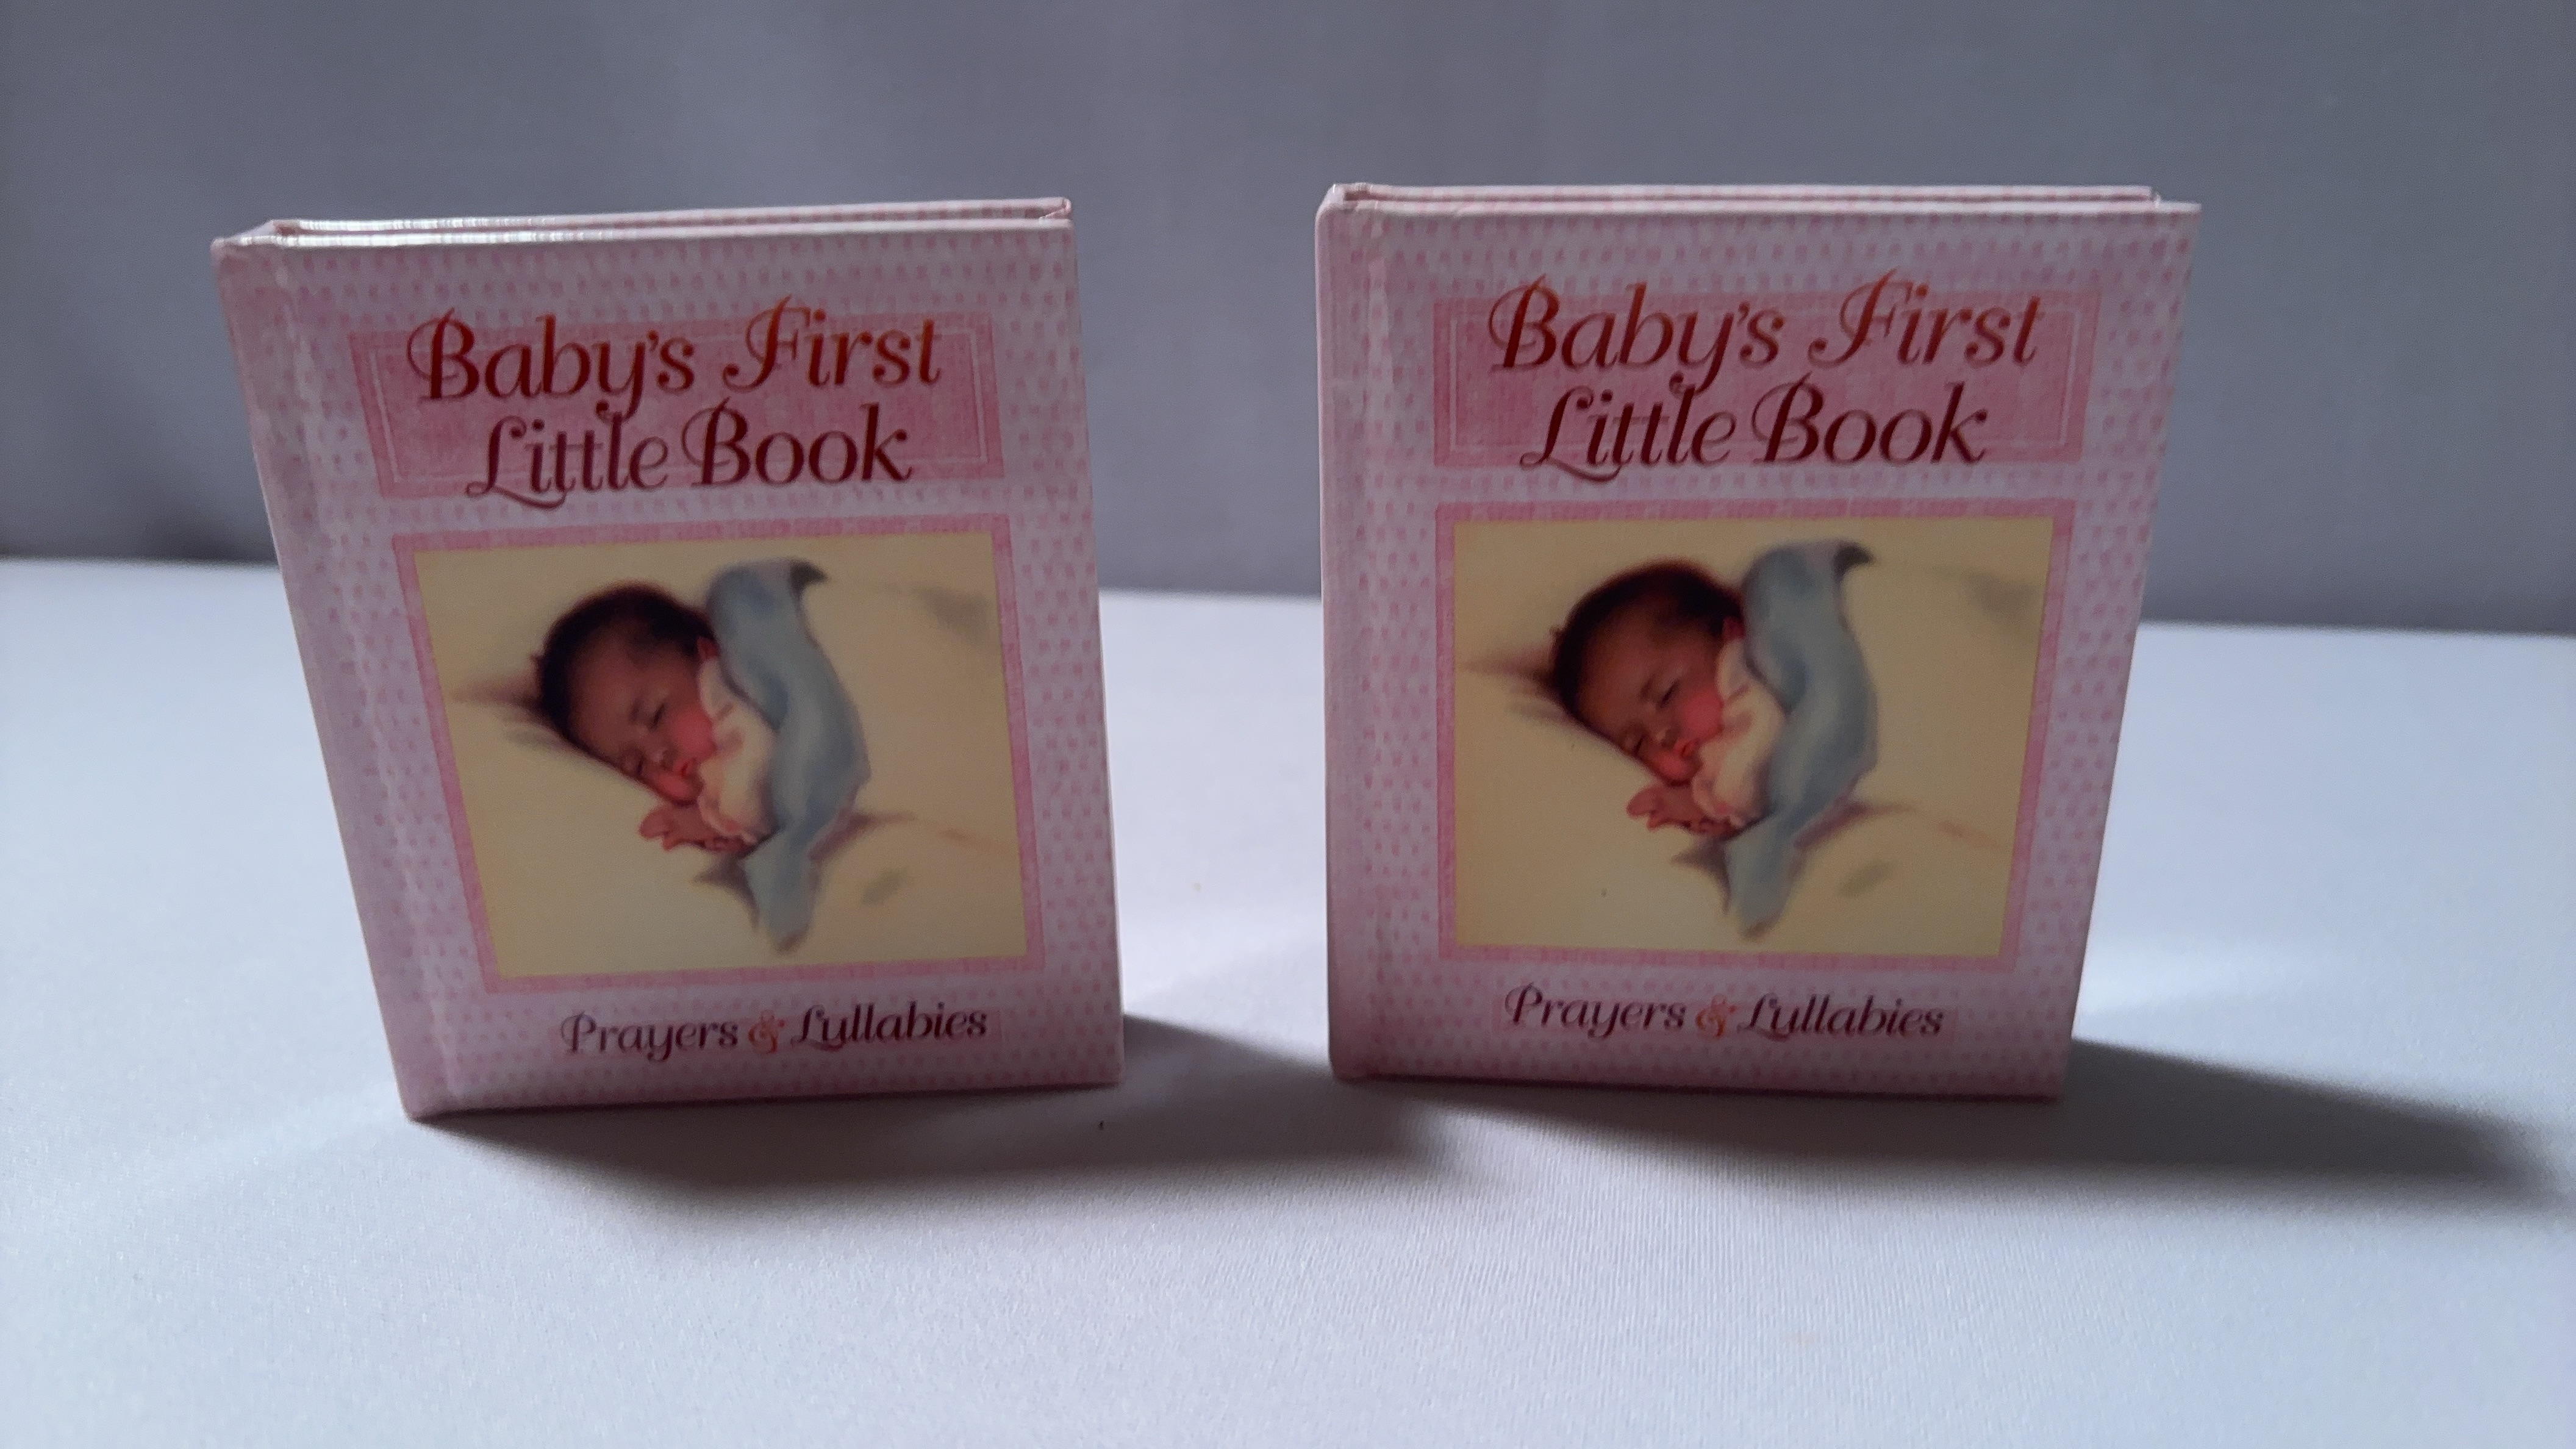 Baby's First
Little Book
Prayers & Lullabies
Baby's First
Little Book
Prayers & Lullabies